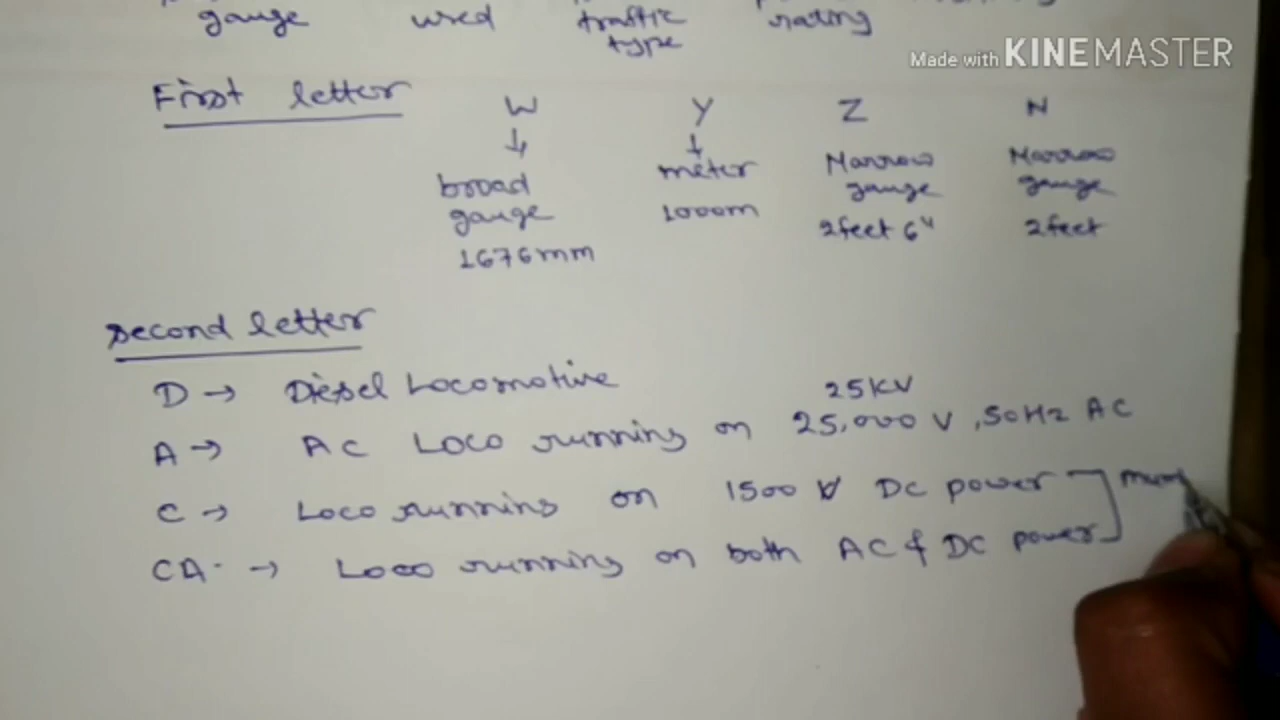 gauge used traffic type rating
Made with KINEMASTER
First letter
W Y Z N
broad gauge 1676mm
meter 1000m
Narrow gauge 2feet 6"
Narrow gauge 2feet
Second letter
D → Diesel Locomotive
25KV
A → AC Loco running on 25,000 V ,50Hz AC
C → Loco running on 1500 V DC power
CA → Loco running on both AC & DC power